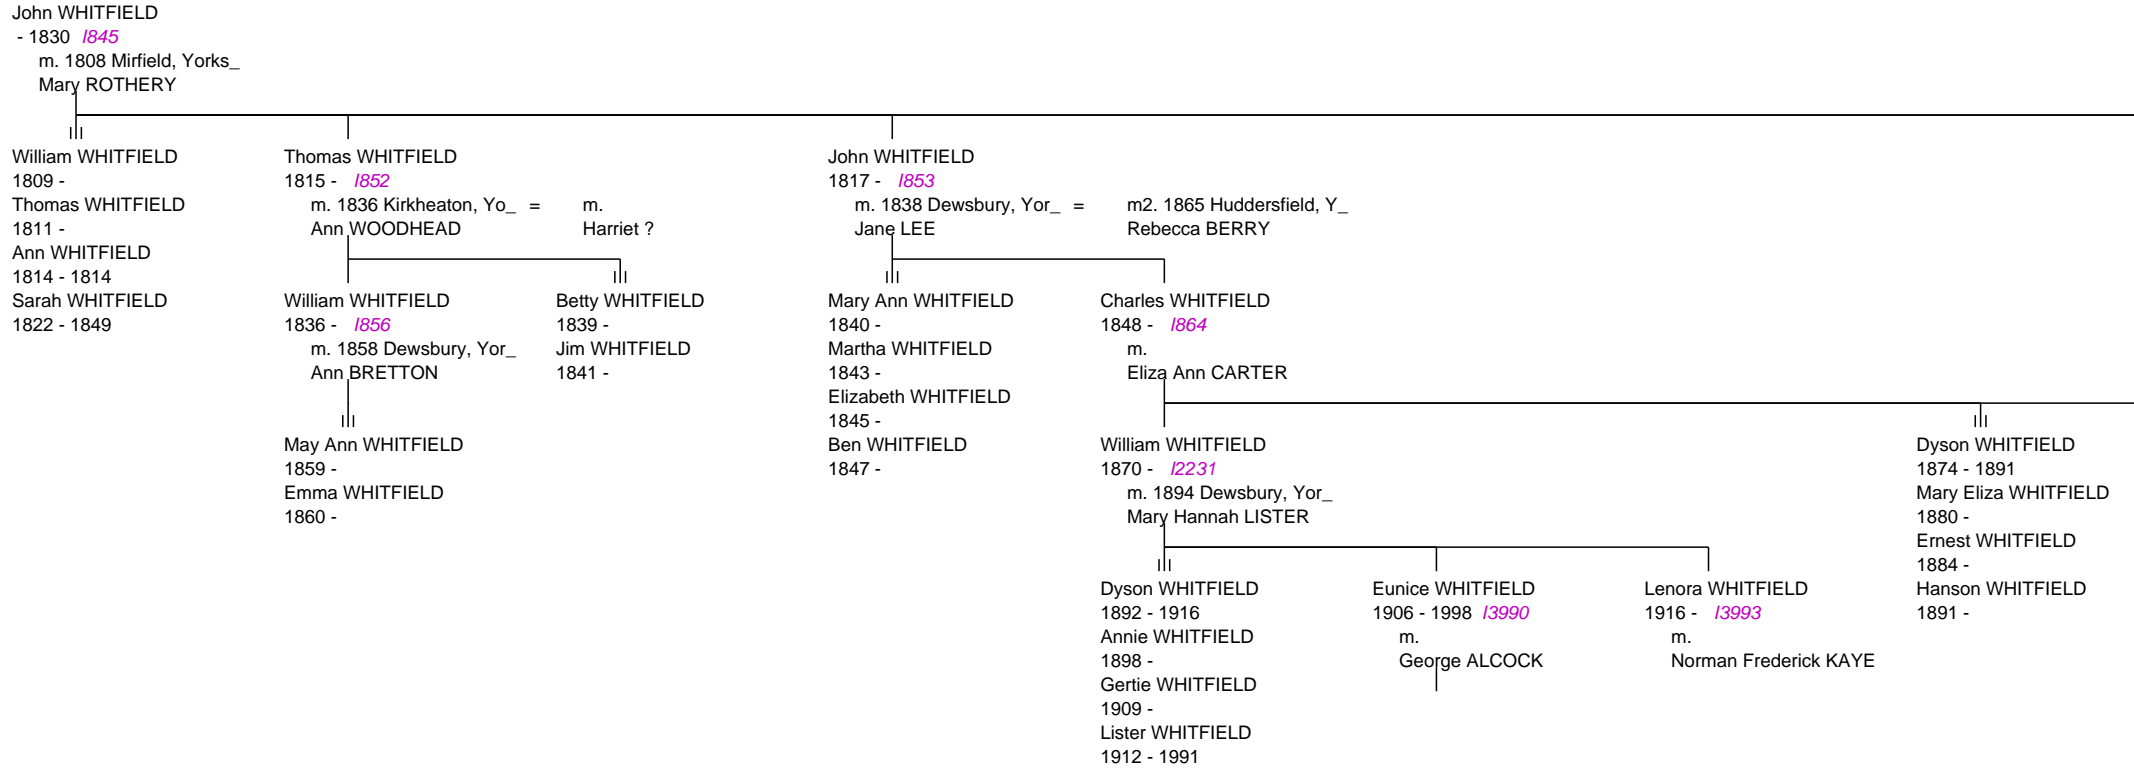 John WHITFIELD
- 1830 I845
m. 1808 Mirfield, Yorks_
Mary ROTHERY
William WHITFIELD
1809 -
Thomas WHITFIELD
1811 -
Ann WHITFIELD
1814 - 1814
Sarah WHITFIELD
1822 - 1849
Thomas WHITFIELD
1815 - I852
m. 1836 Kirkheaton, Yo_ =
Ann WOODHEAD
m.
Harriet ?
William WHITFIELD
1836 - I856
m. 1858 Dewsbury, Yor_
Ann BRETTON
May Ann WHITFIELD
1859 -
Emma WHITFIELD
1860 -
Betty WHITFIELD
1839 -
Jim WHITFIELD
1841 -
John WHITFIELD
1817 - I853
m. 1838 Dewsbury, Yor_ =
Jane LEE
m2. 1865 Huddersfield, Y_
Rebecca BERRY
Mary Ann WHITFIELD
1840 -
Martha WHITFIELD
1843 -
Elizabeth WHITFIELD
1845 -
Ben WHITFIELD
1847 -
Charles WHITFIELD
1848 - I864
m.
Eliza Ann CARTER
William WHITFIELD
1870 - I2231
m. 1894 Dewsbury, Yor_
Mary Hannah LISTER
Dyson WHITFIELD
1892 - 1916
Annie WHITFIELD
1898 -
Gertie WHITFIELD
1909 -
Lister WHITFIELD
1912 - 1991
Eunice WHITFIELD
1906 - 1998 I3990
m.
George ALCOCK
Lenora WHITFIELD
1916 - I3993
m.
Norman Frederick KAYE
Dyson WHITFIELD
1874 - 1891
Mary Eliza WHITFIELD
1880 -
Ernest WHITFIELD
1884 -
Hanson WHITFIELD
1891 -